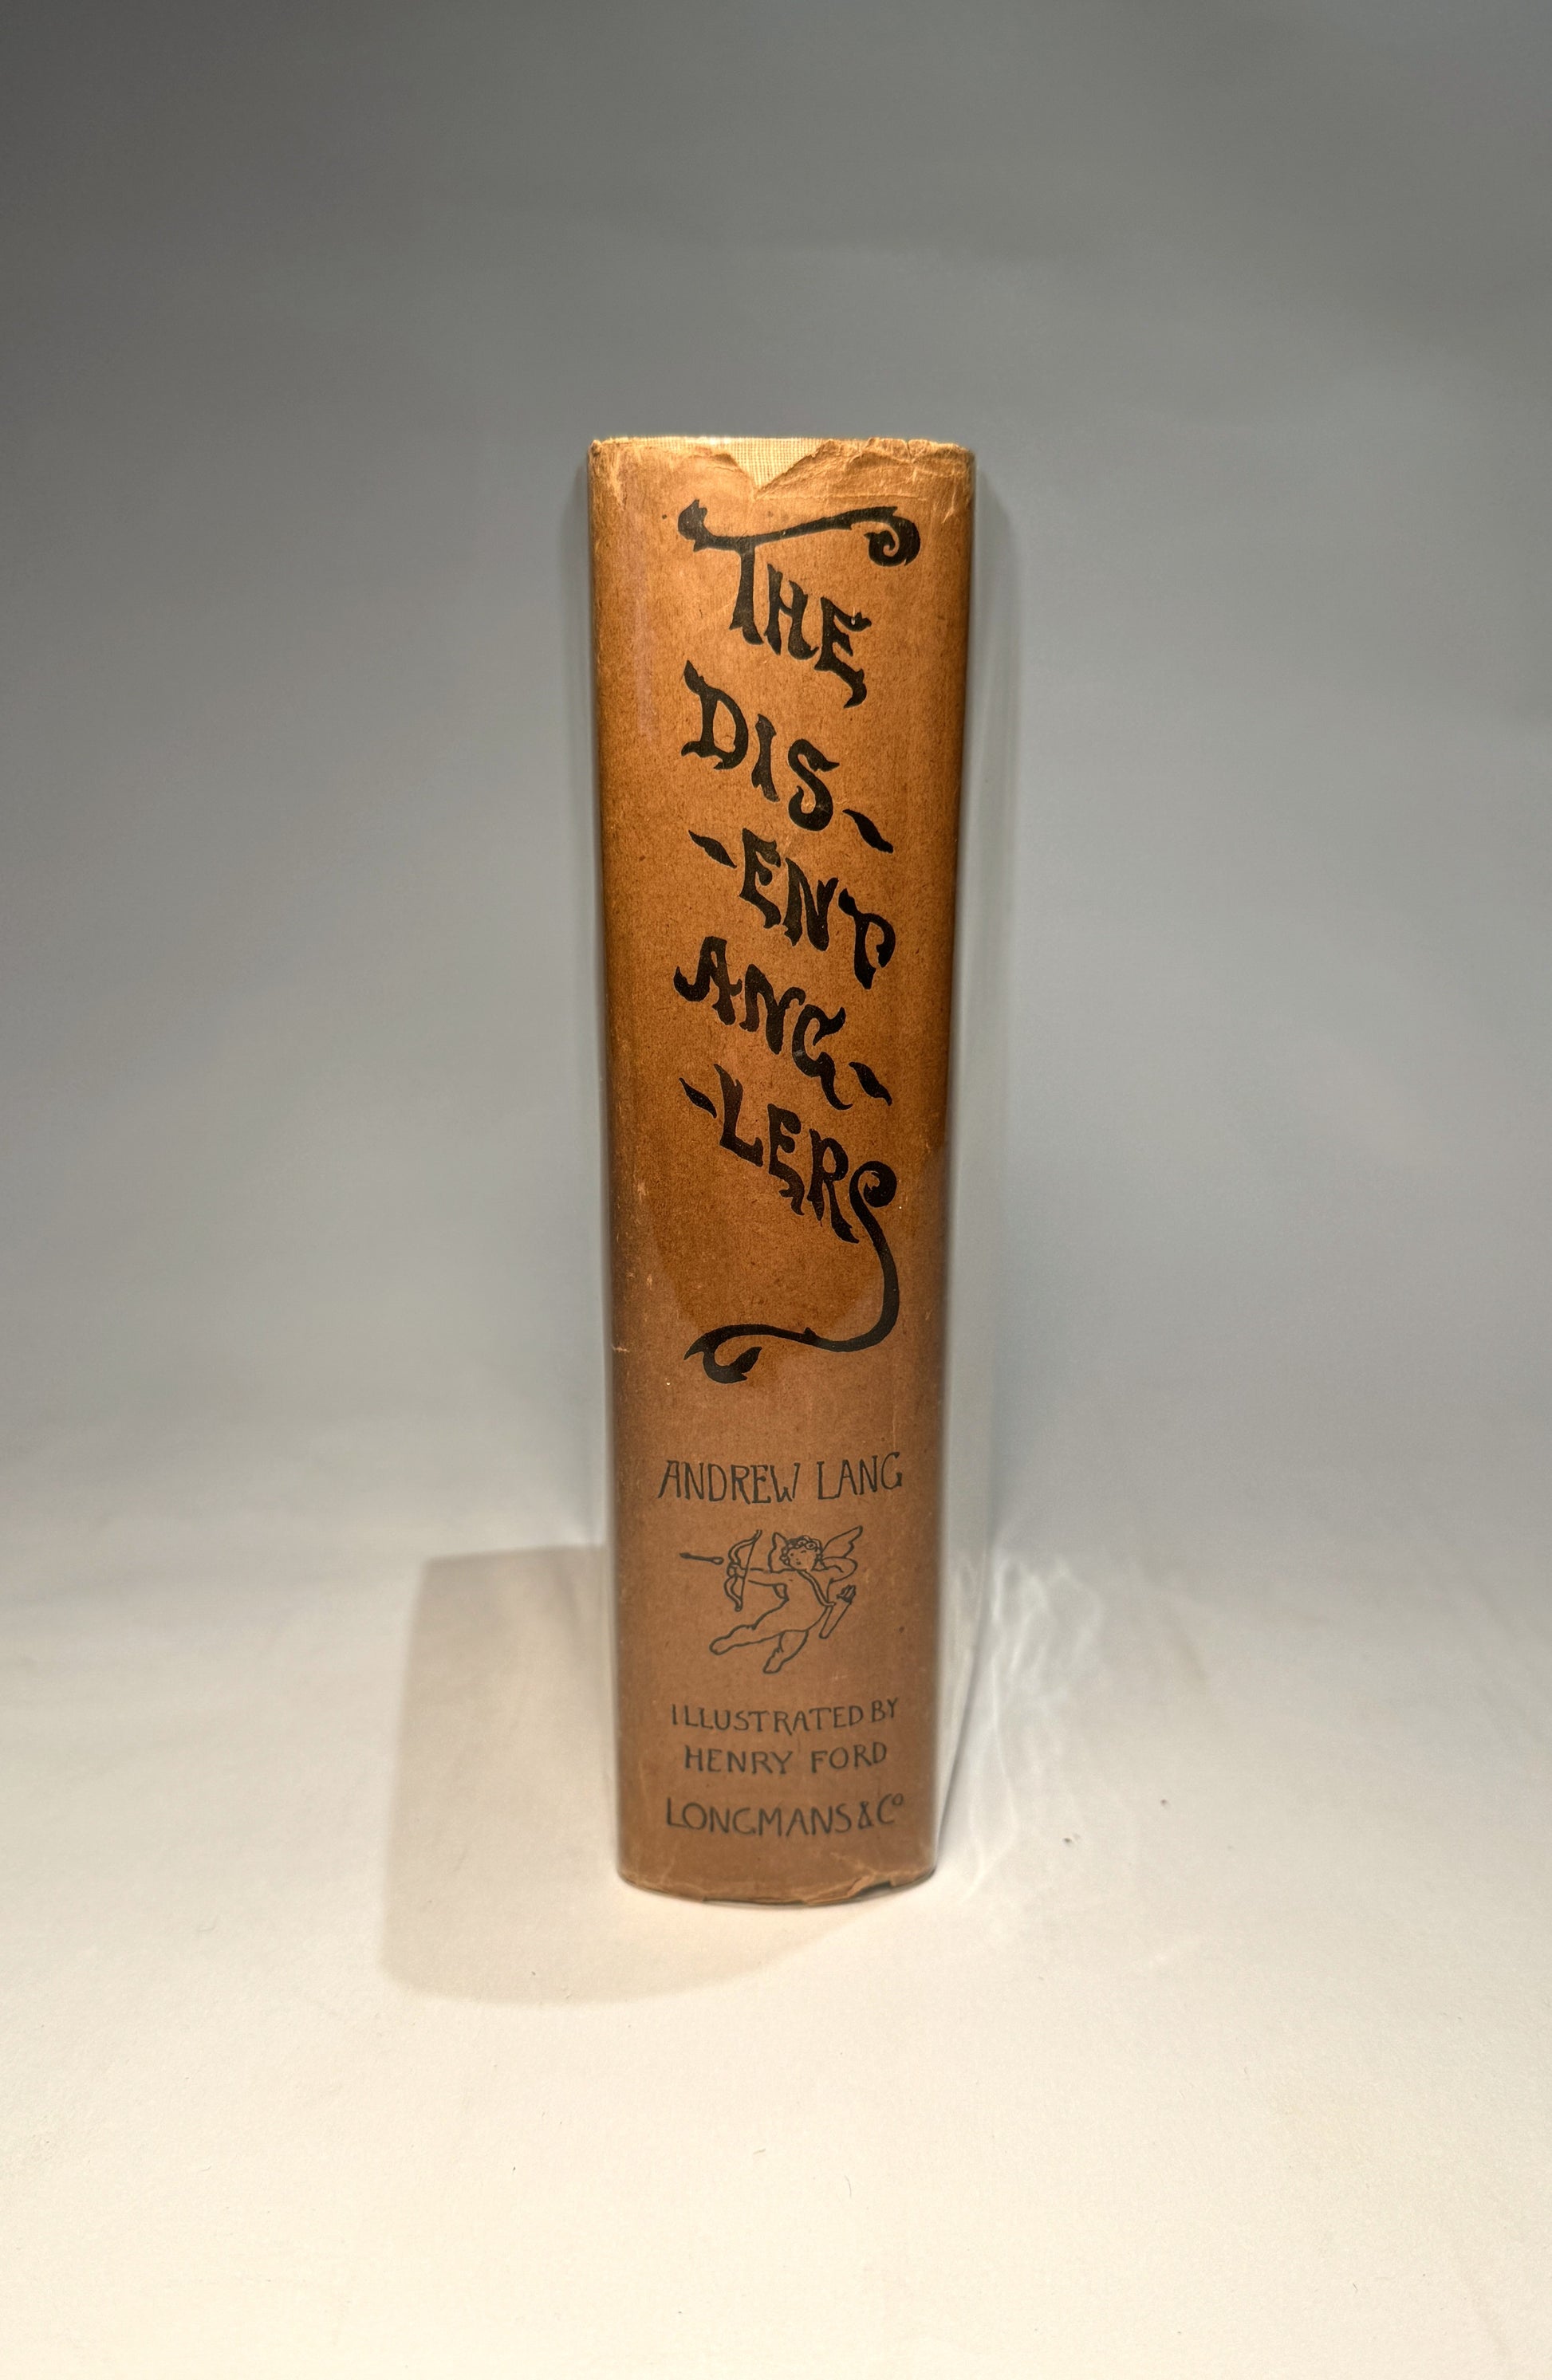 THE
DIS-
-ENT
ANG-
-LERS
ANDREW LANG
ILLUSTRATED BY
HENRY FORD
LONGMANS & Cº